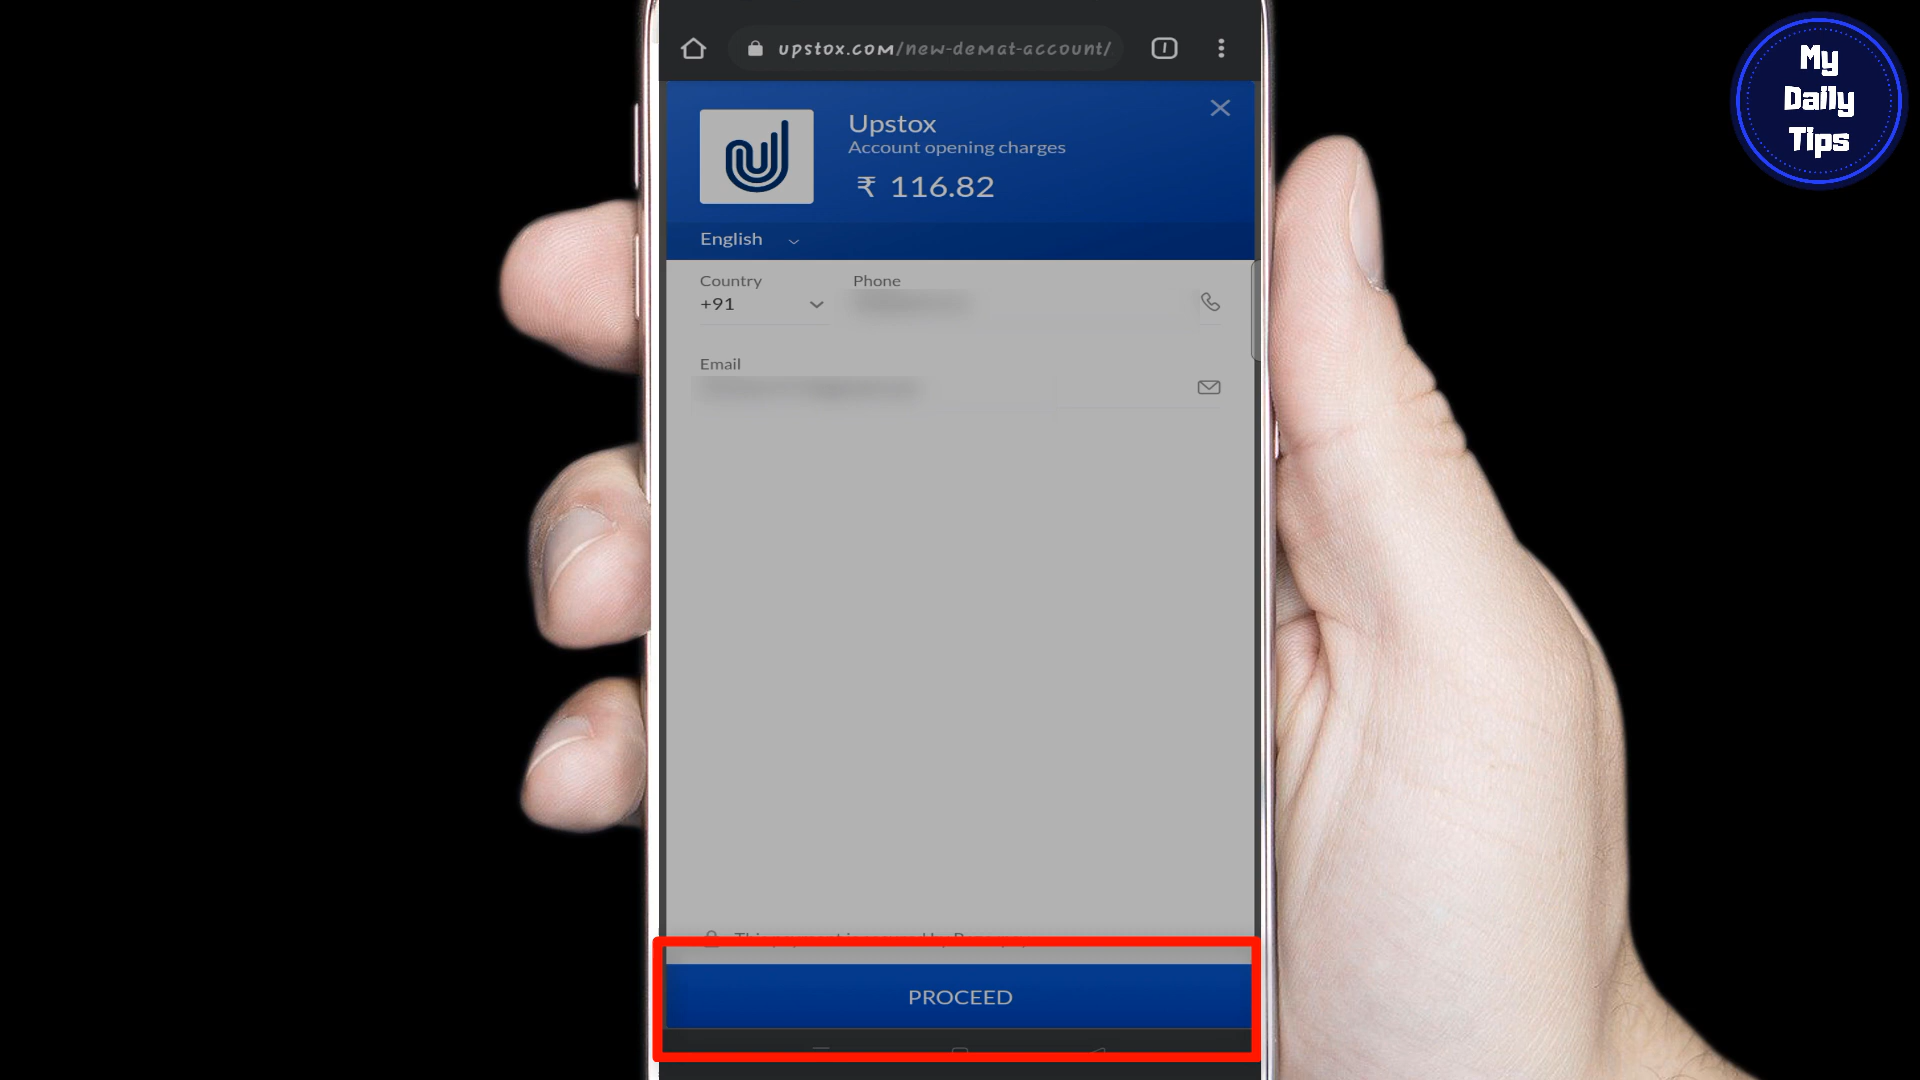 upstox.com/new-demat-account/
1
My
Daily
Tips
Upstox
Account opening charges
₹ 116.82
English
Country
Phone
+91
Email
PROCEED